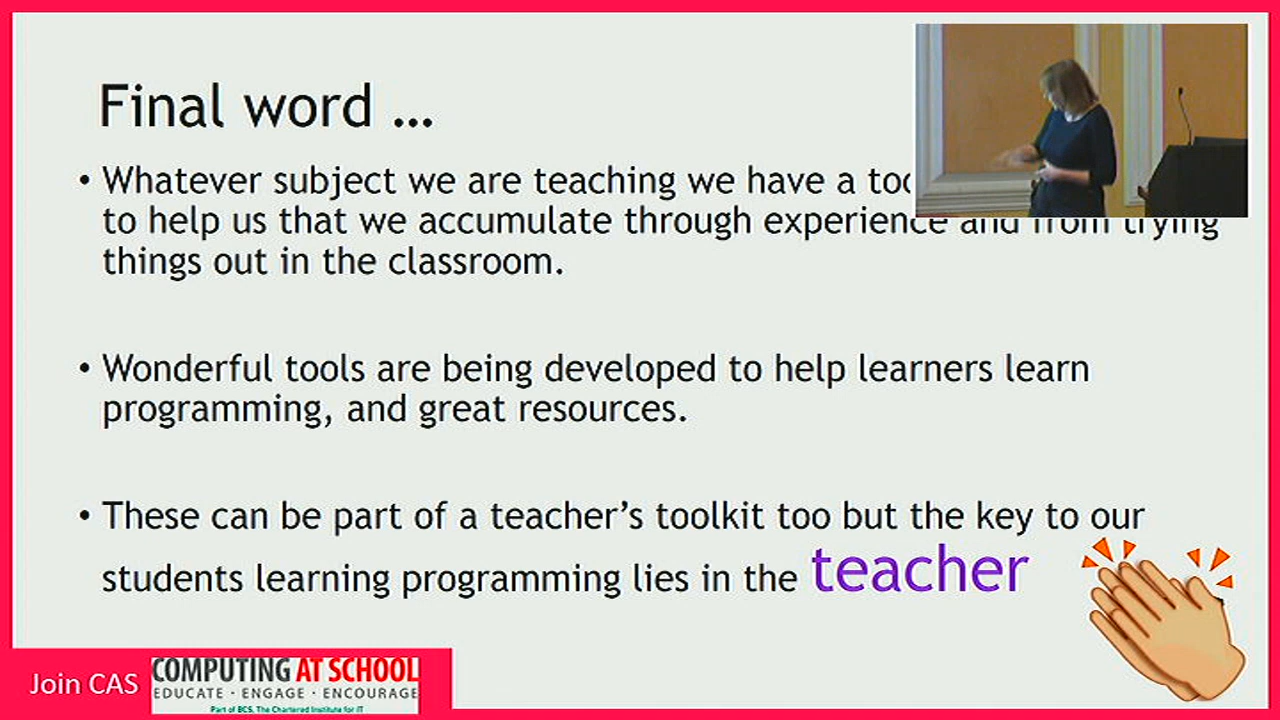 Final word ...
• Whatever subject we are teaching we have a
to help us that we accumulate through experience and from trying
things out in the classroom.
• Wonderful tools are being developed to help learners learn
programming, and great resources.
• These can be part of a teacher’s toolkit too but the key to our
students learning programming lies in the teacher
Join CAS
COMPUTING AT SCHOOL
EDUCATE · ENGAGE · ENCOURAGE
Part of BCS, The Chartered Institute for IT